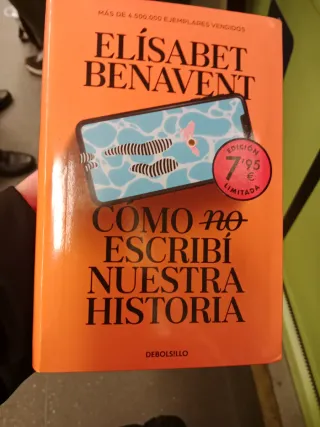 MÁS DE 4.500.000 EJEMPLARES VENDIDOS
ELÍSABET
BENAVENT
EDICIÓN
7,95
€
LIMITADA
CÓMO no
ESCRIBÍ
NUESTRA
HISTORIA
DEBOLSILLO